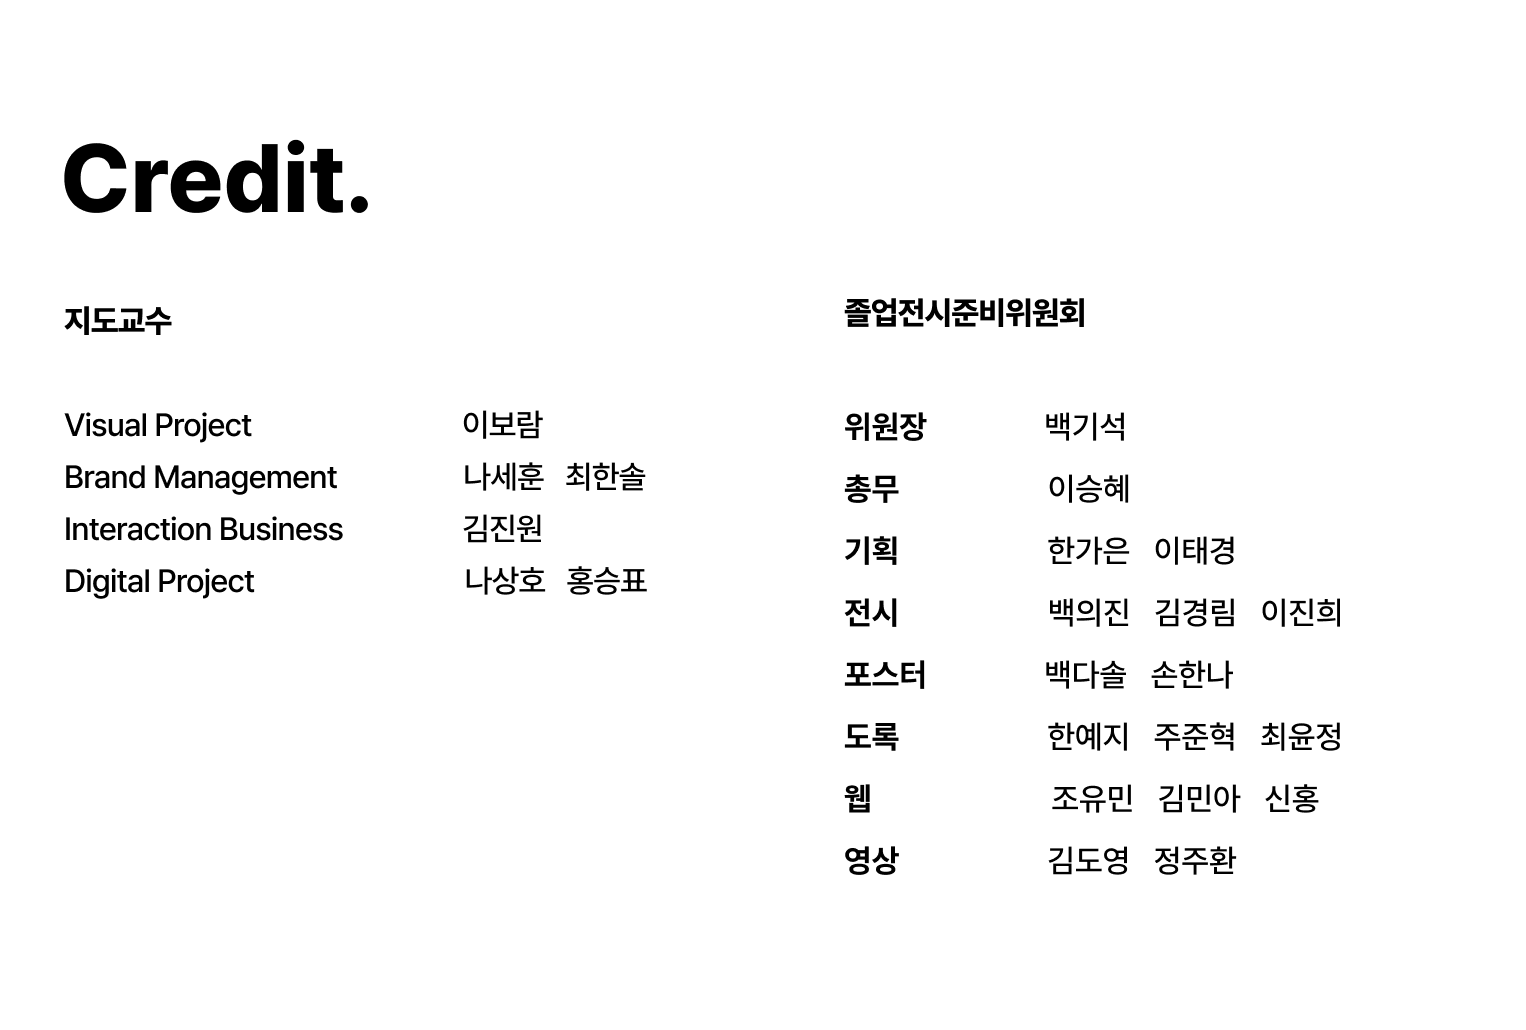 Credit.
지도교수
Visual Project 이보람
Brand Management 나세훈 최한솔
Interaction Business 김진원
Digital Project 나상호 홍승표
졸업전시준비위원회
위원장 백기석
총무 이승혜
기획 한가은 이태경
전시 백의진 김경림 이진희
포스터 백다솔 손한나
도록 한예지 주준혁 최윤정
웹 조유민 김민아 신홍
영상 김도영 정주환